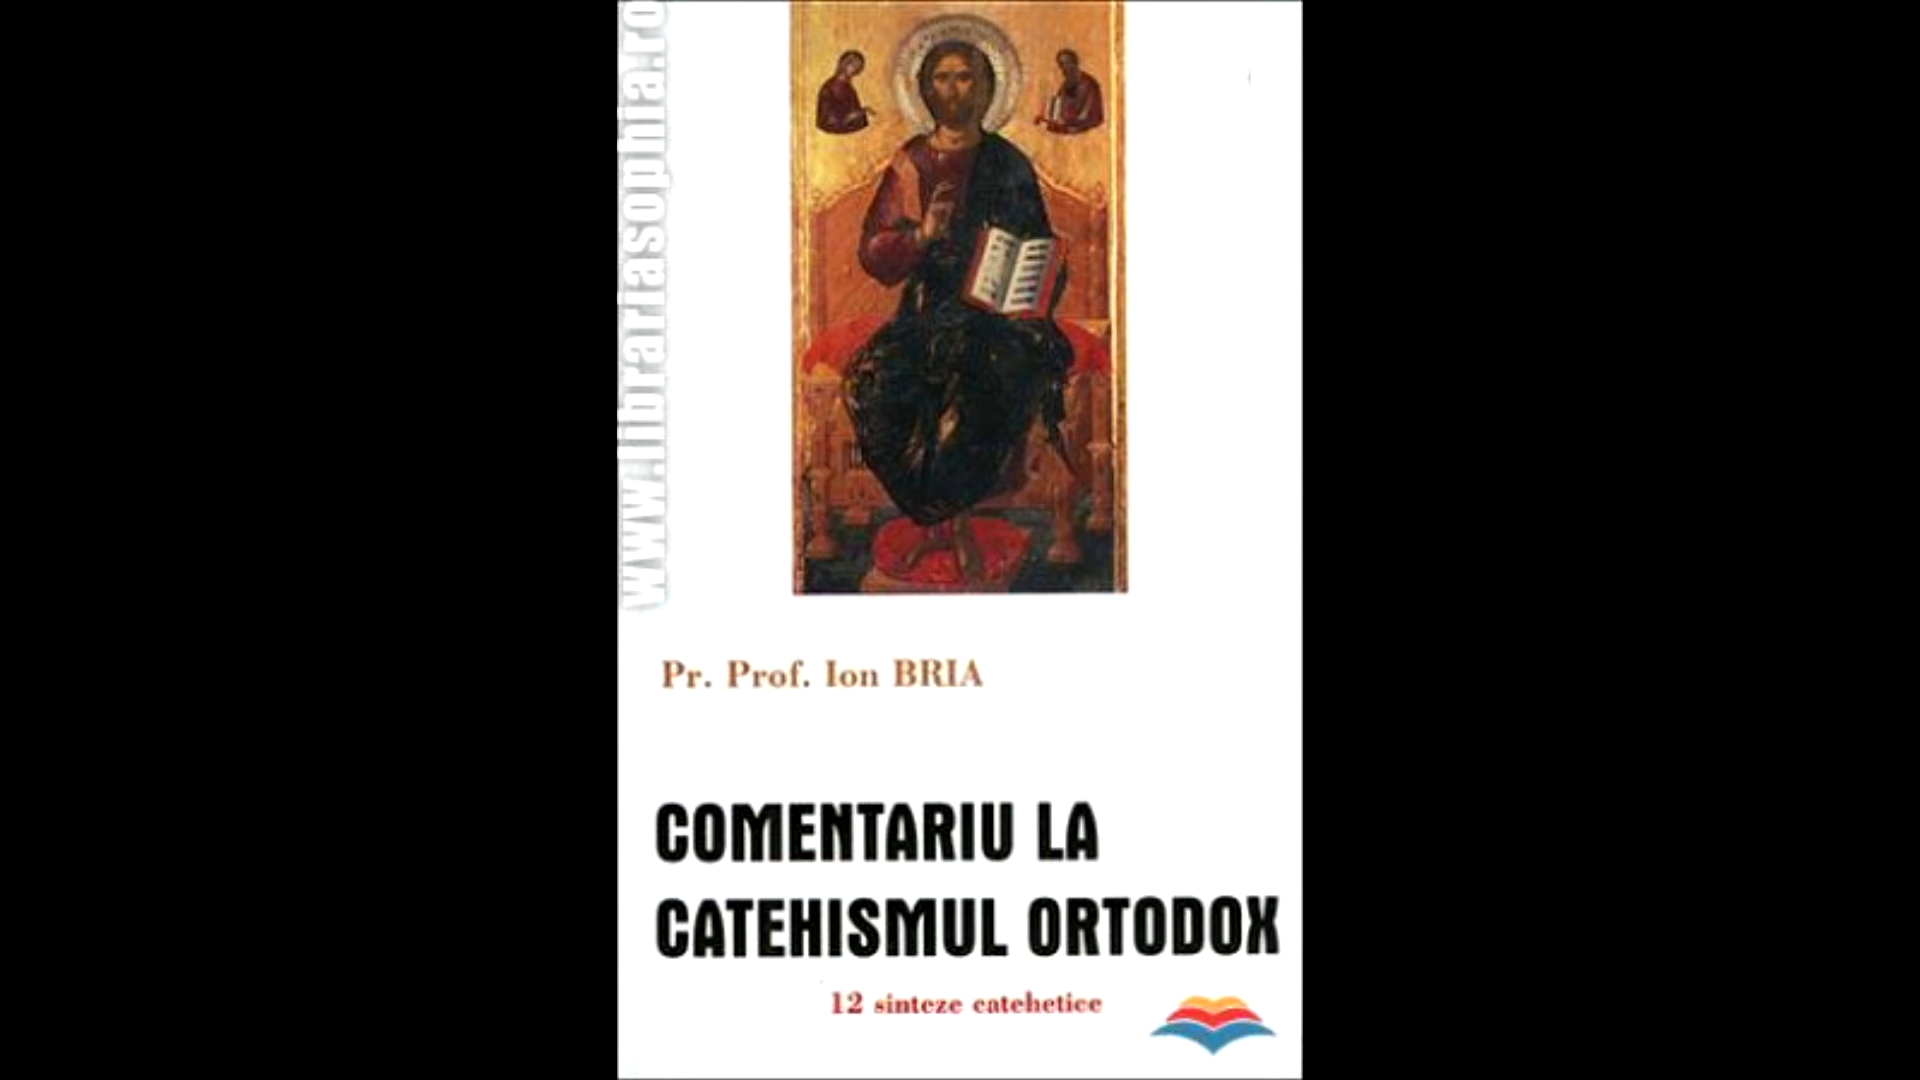 www.librariasophia.ro
Pr. Prof. Ion BRIA
COMENTARIU LA
CATEHISMUL ORTODOX
12 sinteze catehetice